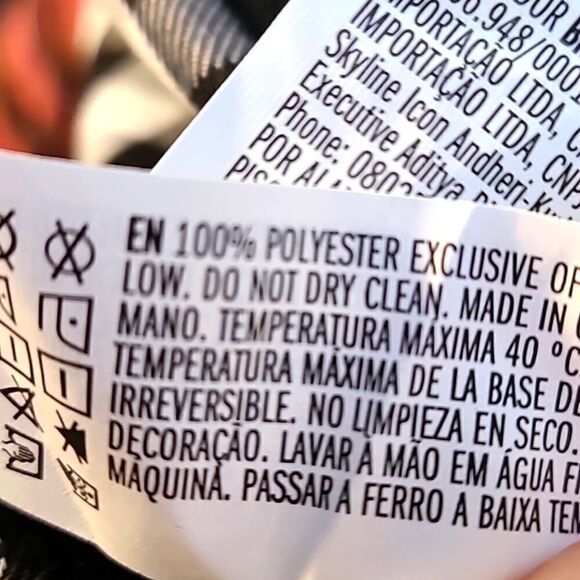 IMPORTAÇÃO LTDA, C
IMPORTAÇÃO LTDA, CNP
Skyline Icon Andheri-Ku
Executive Aditya
Phone:
POR
EN 100% POLYESTER EXCLUSIVE OF
LOW. DO NOT DRY CLEAN. MADE IN
MANO. TEMPERATURA MÁXIMA 40 °C.
TEMPERATURA MÁXIMA DE LA BASE DE
IRREVERSIBLE. NO LIMPIEZA EN SECO.
DECORAÇÃO. LAVAR À MÃO EM ÁGUA
MÁQUINA. PASSAR A FERRO A BAIXA